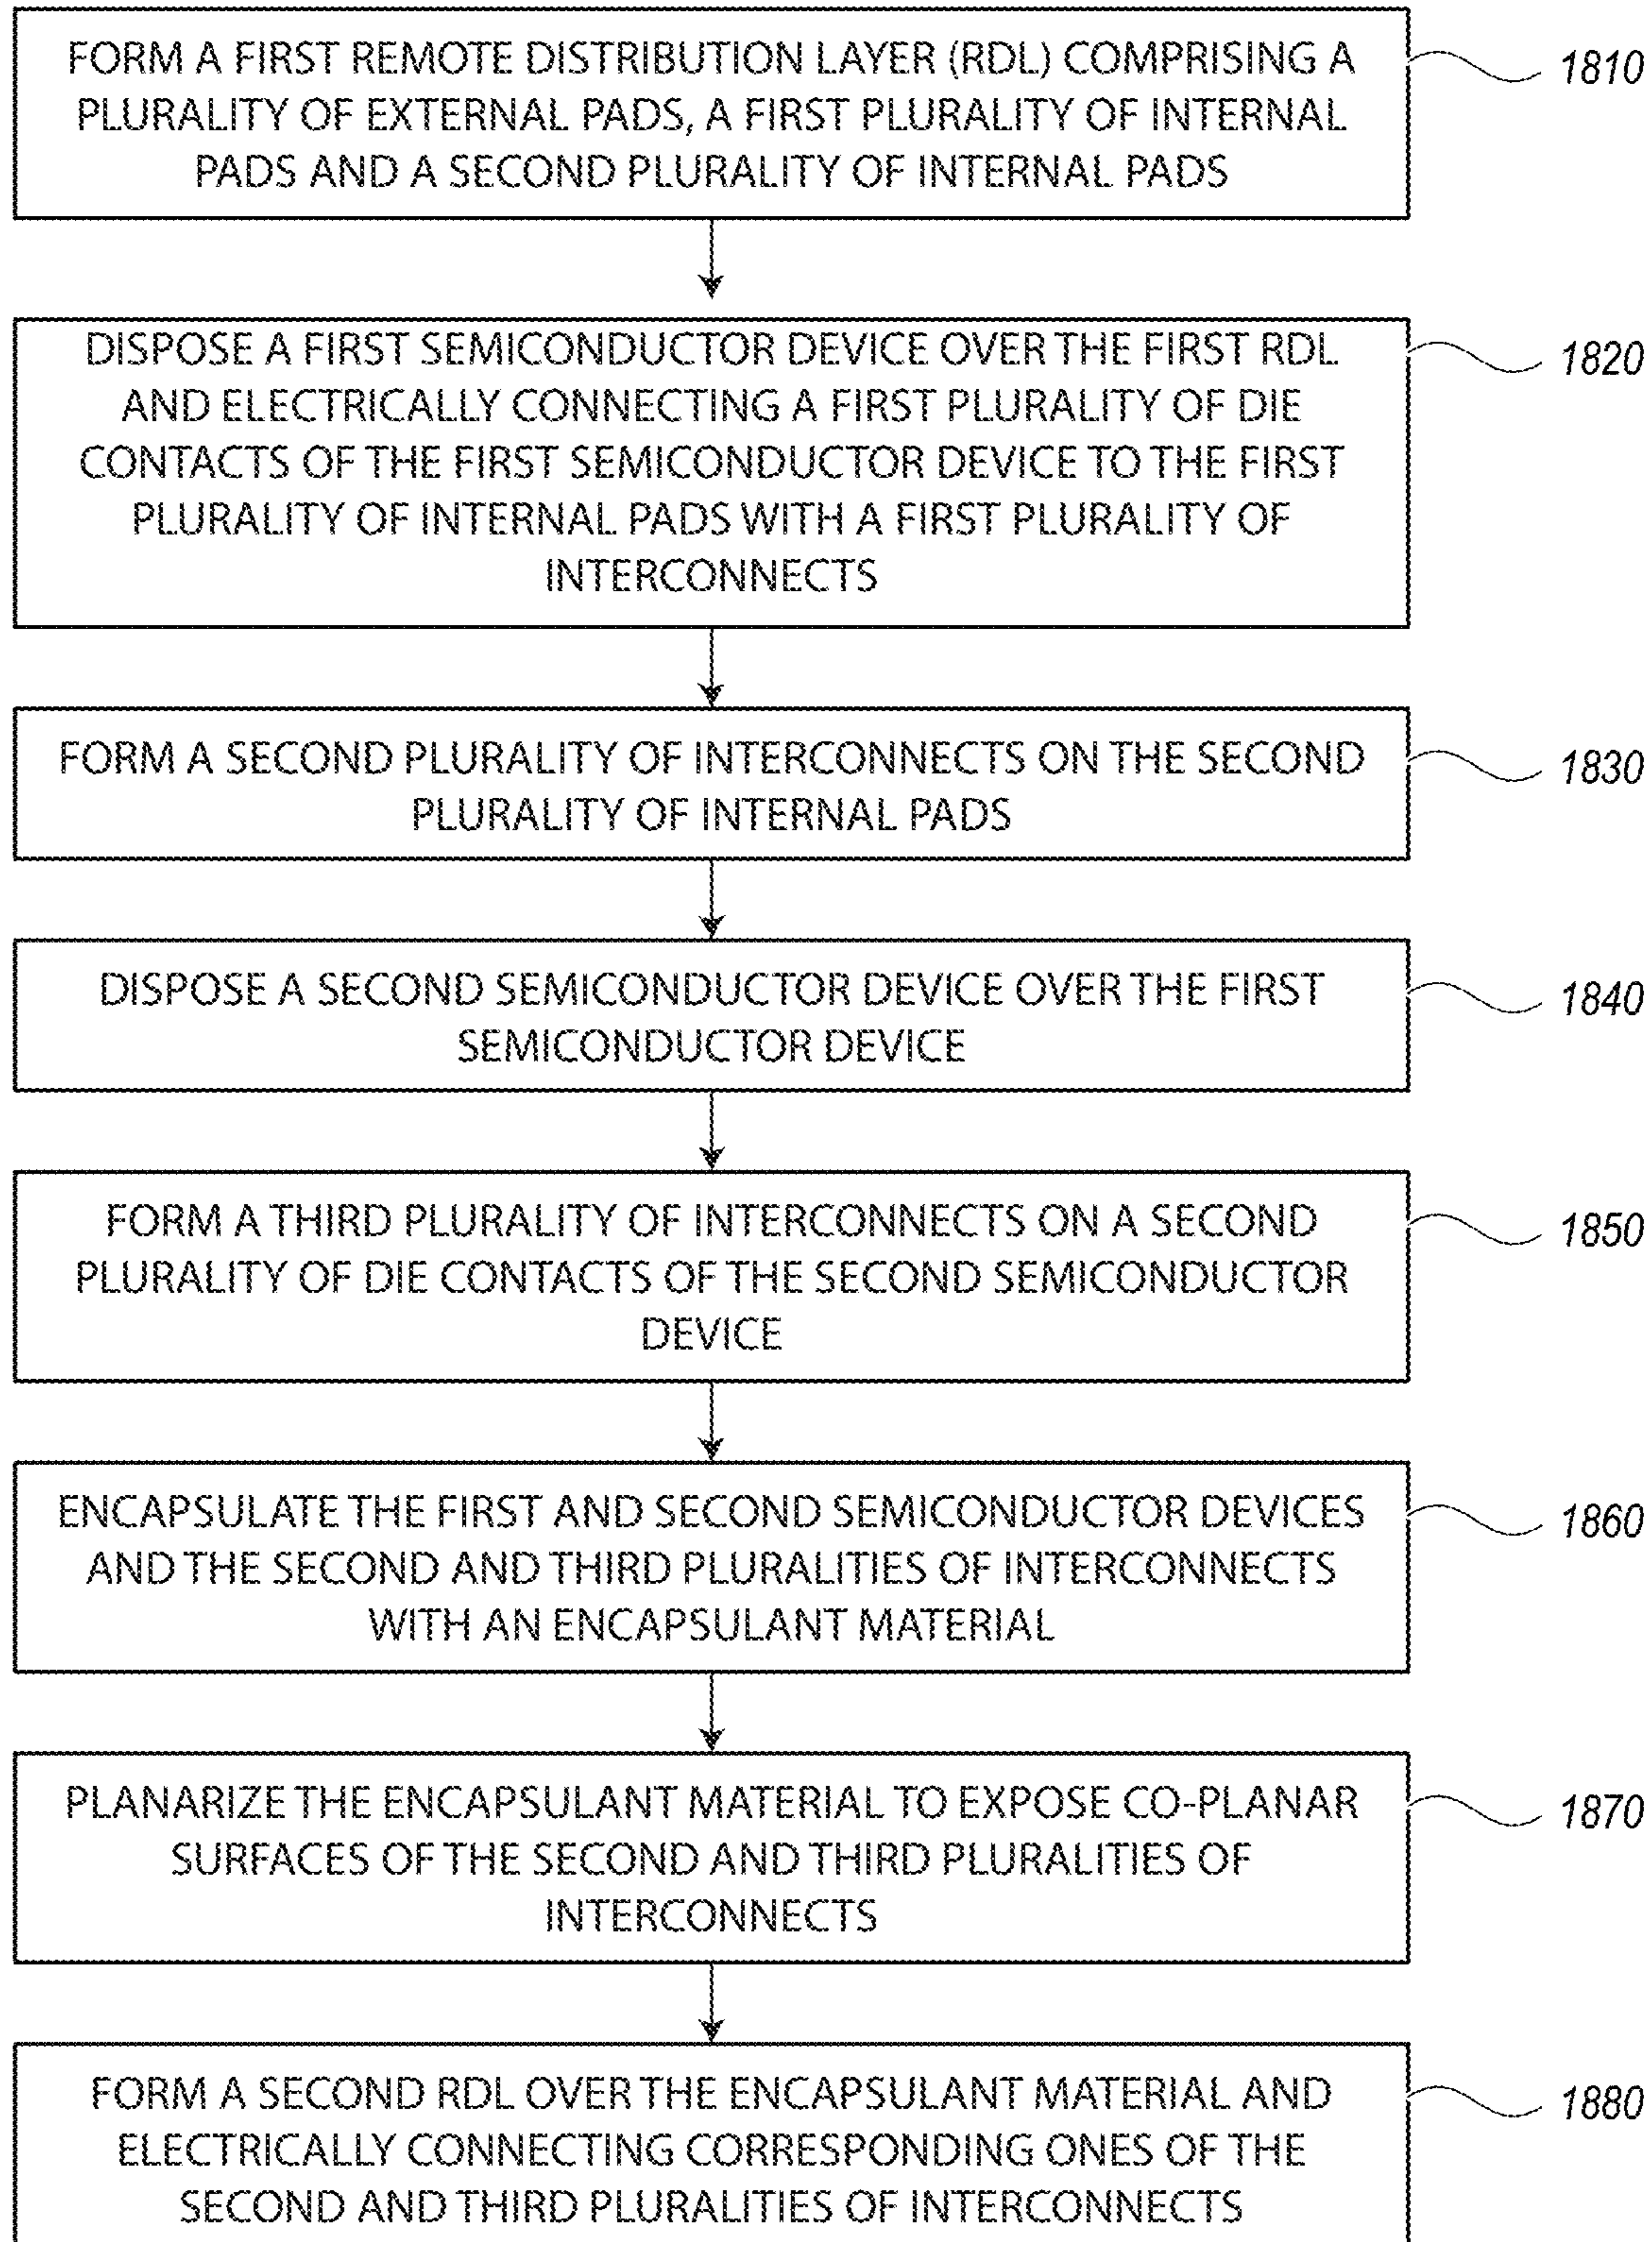 FORM A FIRST REMOTE DISTRIBUTION LAYER (RDL) COMPRISING A
PLURALITY OF EXTERNAL PADS, A FIRST PLURALITY OF INTERNAL
PADS AND A SECOND PLURALITY OF INTERNAL PADS
1810
DISPOSE A FIRST SEMICONDUCTOR DEVICE OVER THE FIRST RDL
AND ELECTRICALLY CONNECTING A FIRST PLURALITY OF DIE
CONTACTS OF THE FIRST SEMICONDUCTOR DEVICE TO THE FIRST
PLURALITY OF INTERNAL PADS WITH A FIRST PLURALITY OF
INTERCONNECTS
1820
FORM A SECOND PLURALITY OF INTERCONNECTS ON THE SECOND
PLURALITY OF INTERNAL PADS
1830
DISPOSE A SECOND SEMICONDUCTOR DEVICE OVER THE FIRST
SEMICONDUCTOR DEVICE
1840
FORM A THIRD PLURALITY OF INTERCONNECTS ON A SECOND
PLURALITY OF DIE CONTACTS OF THE SECOND SEMICONDUCTOR
DEVICE
1850
ENCAPSULATE THE FIRST AND SECOND SEMICONDUCTOR DEVICES
AND THE SECOND AND THIRD PLURALITIES OF INTERCONNECTS
WITH AN ENCAPSULANT MATERIAL
1860
PLANARIZE THE ENCAPSULANT MATERIAL TO EXPOSE CO-PLANAR
SURFACES OF THE SECOND AND THIRD PLURALITIES OF
INTERCONNECTS
1870
FORM A SECOND RDL OVER THE ENCAPSULANT MATERIAL AND
ELECTRICALLY CONNECTING CORRESPONDING ONES OF THE
SECOND AND THIRD PLURALITIES OF INTERCONNECTS
1880